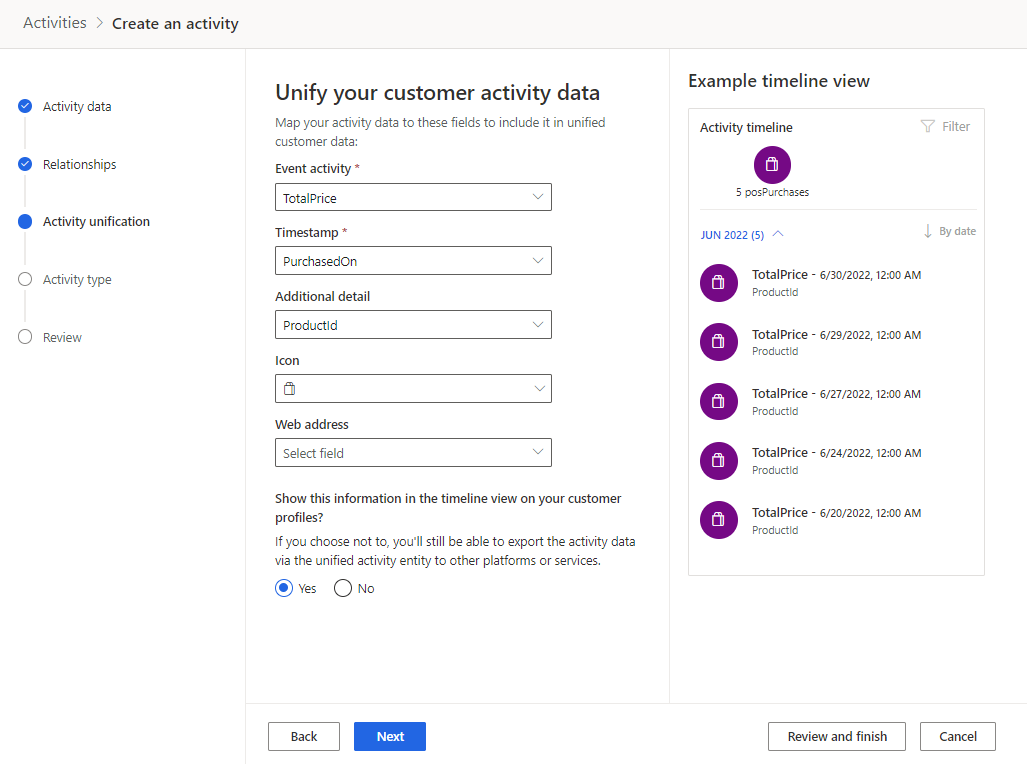 Activities > Create an activity
Activity data
Relationships
Activity unification
Activity type
Review
Unify your customer activity data
Map your activity data to these fields to include it in unified
customer data:
Event activity *
TotalPrice
Timestamp *
PurchasedOn
Additional detail
ProductId
Icon
Web address
Select field
Show this information in the timeline view on your customer
profiles?
If you choose not to, you'll still be able to export the activity data
via the unified activity entity to other platforms or services.
Yes No
Example timeline view
Activity timeline Filter
5 posPurchases
JUN 2022 (5) By date
TotalPrice - 6/30/2022, 12:00 AM
ProductId
TotalPrice - 6/29/2022, 12:00 AM
ProductId
TotalPrice - 6/27/2022, 12:00 AM
ProductId
TotalPrice - 6/24/2022, 12:00 AM
ProductId
TotalPrice - 6/20/2022, 12:00 AM
ProductId
Back Next Review and finish Cancel